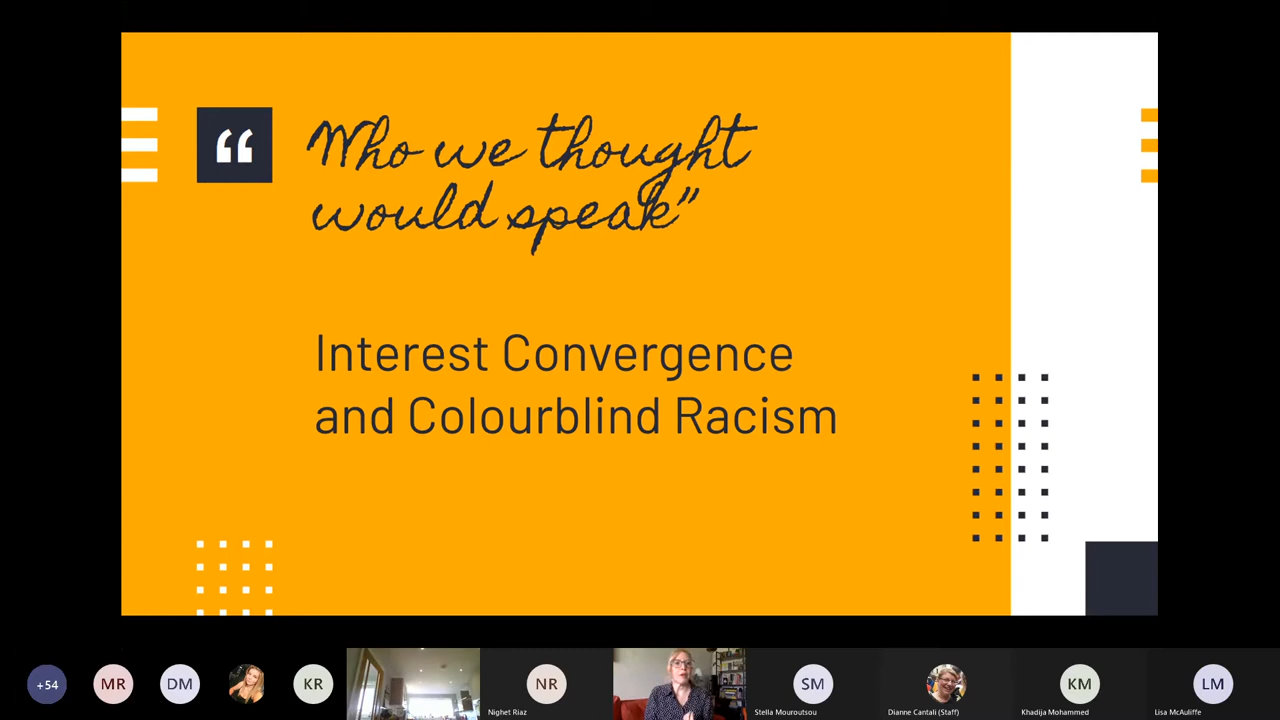 “
Who we thought
would speak”
Interest Convergence
and Colourblind Racism
+54
MR
DM
KR
NR
SM
KM
LM
Nighet Riaz
Stella Mouroutsou
Dianne Cantali (Staff)
Khadija Mohammed
Lisa McAuliffe